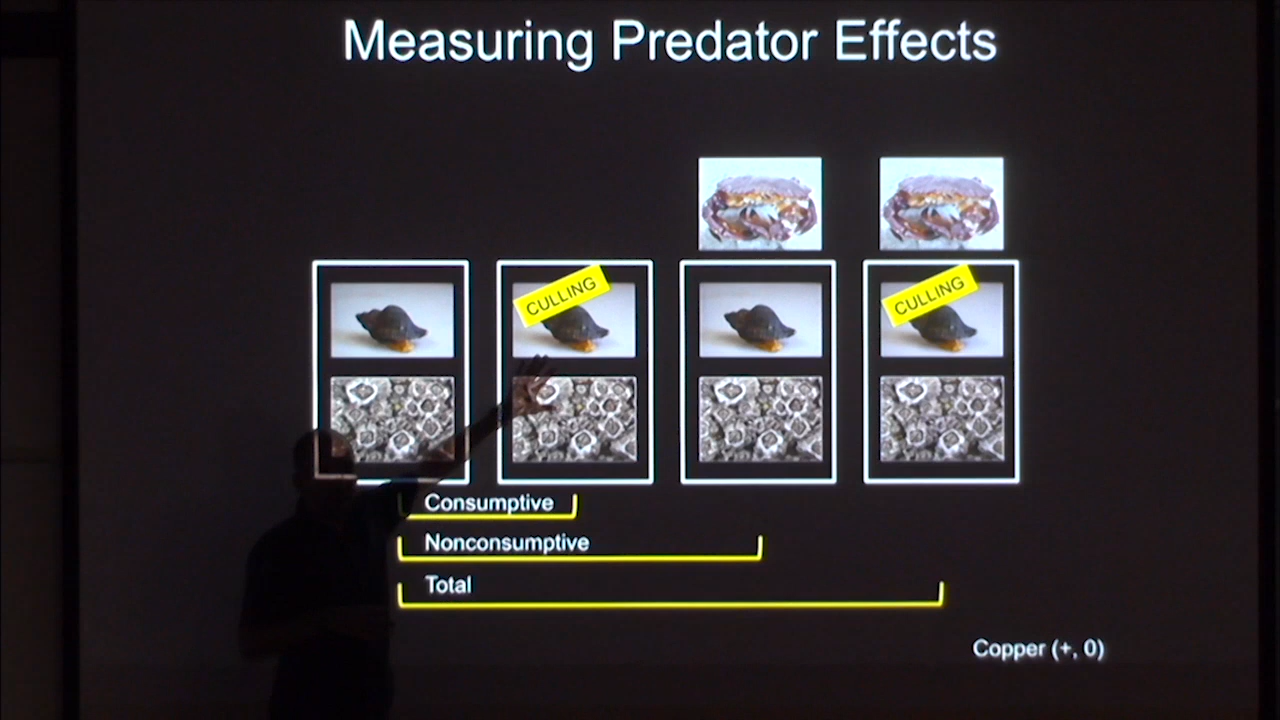 Measuring Predator Effects
CULLING
CULLING
Consumptive
Nonconsumptive
Total
Copper (+, 0)